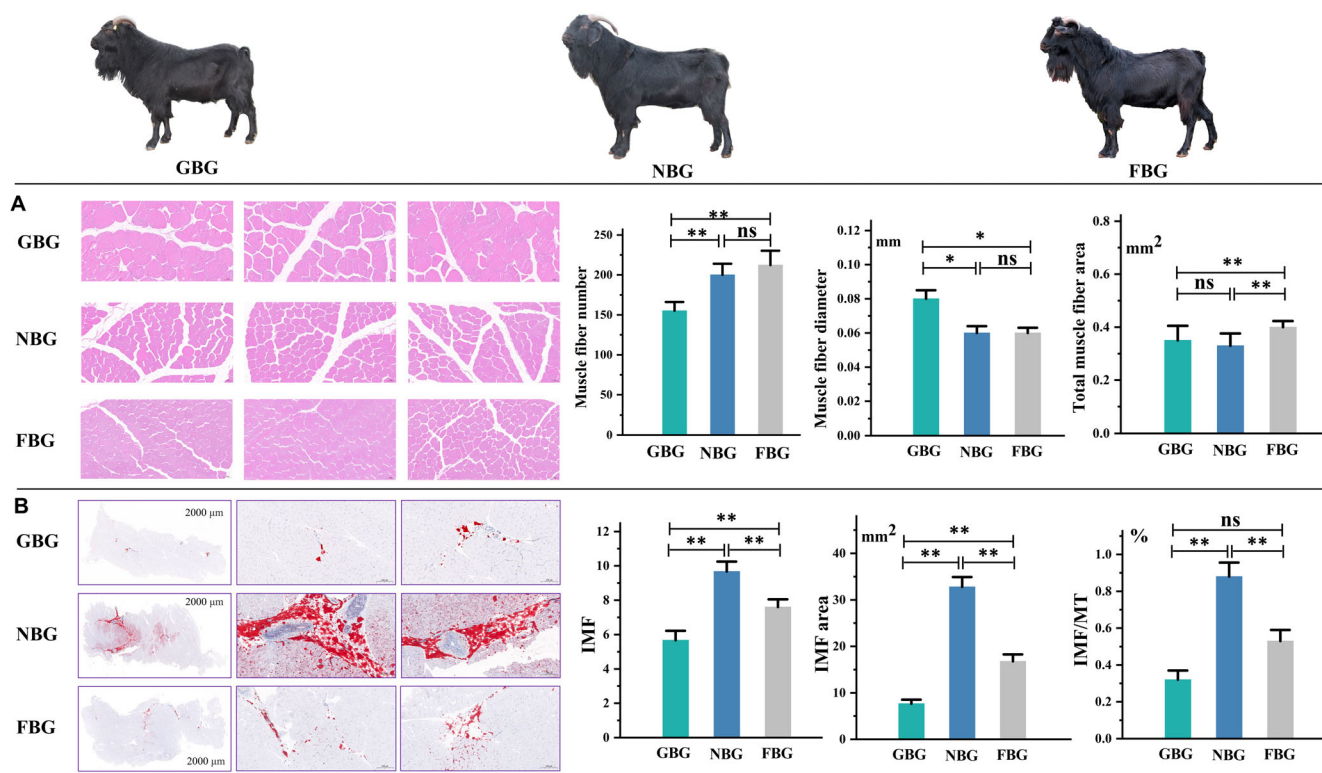 GBG
NBG
FBG
A
GBG
NBG
FBG
Muscle fiber number
250
200
150
100
50
0
**
** ns
GBG NBG FBG
mm
Muscle fiber diameter
0.12
0.10
0.08
0.06
0.04
0.02
0.00
*
* ns
GBG NBG FBG
mm2
Total muscle fiber area
0.8
0.6
0.4
0.2
0.0
**
ns **
GBG NBG FBG
B
GBG
2000 μm
NBG
2000 μm
FBG
2000 μm
IMF
12
10
8
6
4
2
0
**
** **
GBG NBG FBG
mm2
IMF area
40
30
20
10
0
**
** **
GBG NBG FBG
%
IMF/MT
1.0
0.8
0.6
0.4
0.2
0.0
ns
** **
GBG NBG FBG